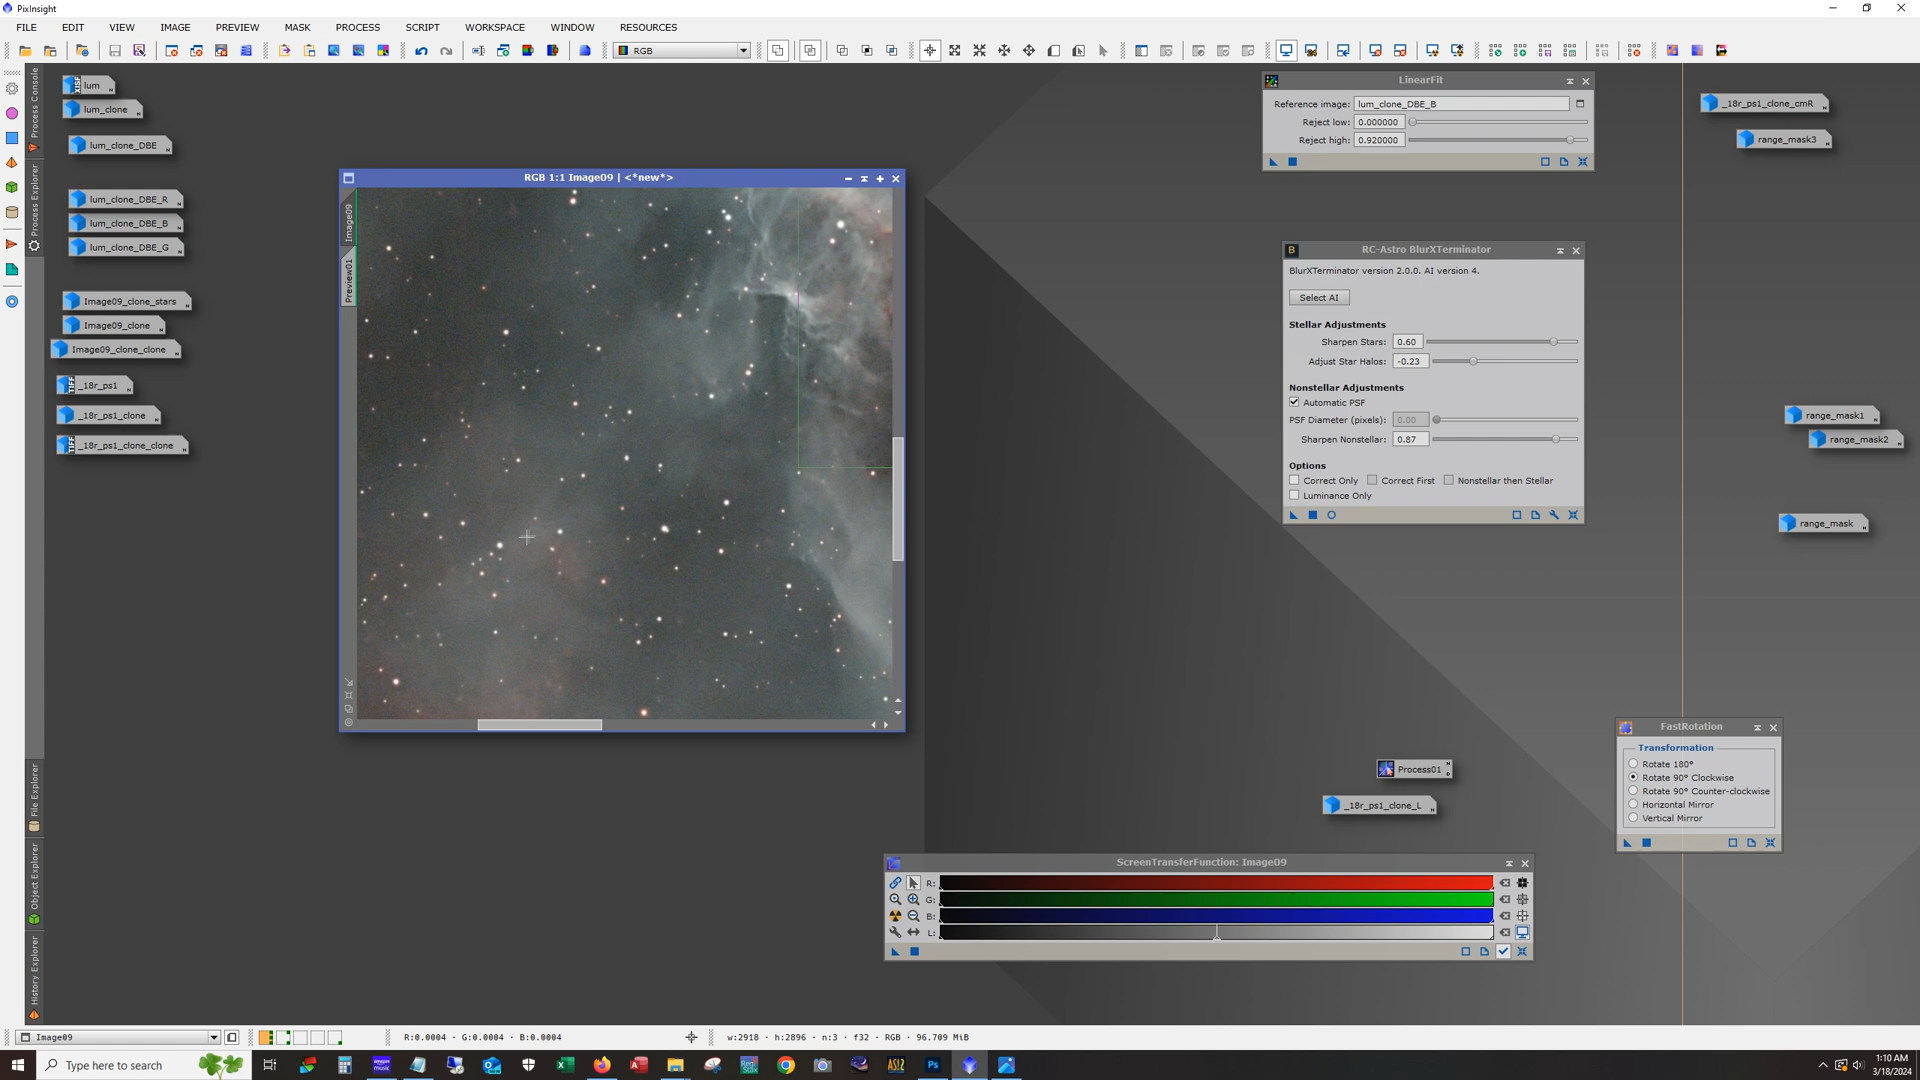 PixInsight
FILE EDIT VIEW IMAGE PREVIEW MASK PROCESS SCRIPT WORKSPACE WINDOW RESOURCES
RGB
Process Console
Process Explorer
File Explorer
Object Explorer
History Explorer
lum
lum_clone
lum_clone_DBE
lum_clone_DBE_R
lum_clone_DBE_B
lum_clone_DBE_G
Image09_clone_stars
Image09_clone
Image09_clone_clone
_18r_ps1
_18r_ps1_clone
_18r_ps1_clone_clone
RGB 1:1 Image09 | <*new*>
Image09
Preview01
LinearFit
Reference image: lum_clone_DBE_B
Reject low: 0.000000
Reject high: 0.920000
_18r_ps1_clone_cmR
range_mask3
RC-Astro BlurXTerminator
BlurXTerminator version 2.0.0. AI version 4.
Select AI
Stellar Adjustments
Sharpen Stars: 0.60
Adjust Star Halos: -0.23
Nonstellar Adjustments
Automatic PSF
PSF Diameter (pixels): 0.00
Sharpen Nonstellar: 0.87
Options
Correct Only Correct First Nonstellar then Stellar
Luminance Only
range_mask1
range_mask2
range_mask
FastRotation
Transformation
Rotate 180°
Rotate 90° Clockwise
Rotate 90° Counter-clockwise
Horizontal Mirror
Vertical Mirror
Process01
_18r_ps1_clone_L
ScreenTransferFunction: Image09
R:
G:
B:
L:
Image09
R:0.0004 · G:0.0004 · B:0.0004
w:2918 · h:2896 · n:3 · f32 · RGB · 96.709 MiB
Type here to search
1:10 AM
3/18/2024